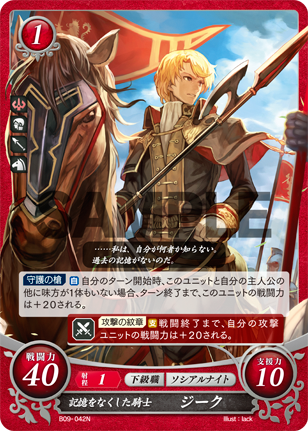 1
SAMPLE
……私は、自分が何者か知らない。
過去の記憶がないのだ。
守護の槍 自 自分のターン開始時、このユニットと自分の主人公の
他に味方が1体もいない場合、ターン終了まで、このユニットの戦闘力
は+20される。
攻撃の紋章 支 戦闘終了まで、自分の攻撃
ユニットの戦闘力は+20される。
戦闘力
40
射程 1 下級職 ソシアルナイト
支援力
10
記憶をなくした騎士 ジーク
B09-042N
Illust：lack